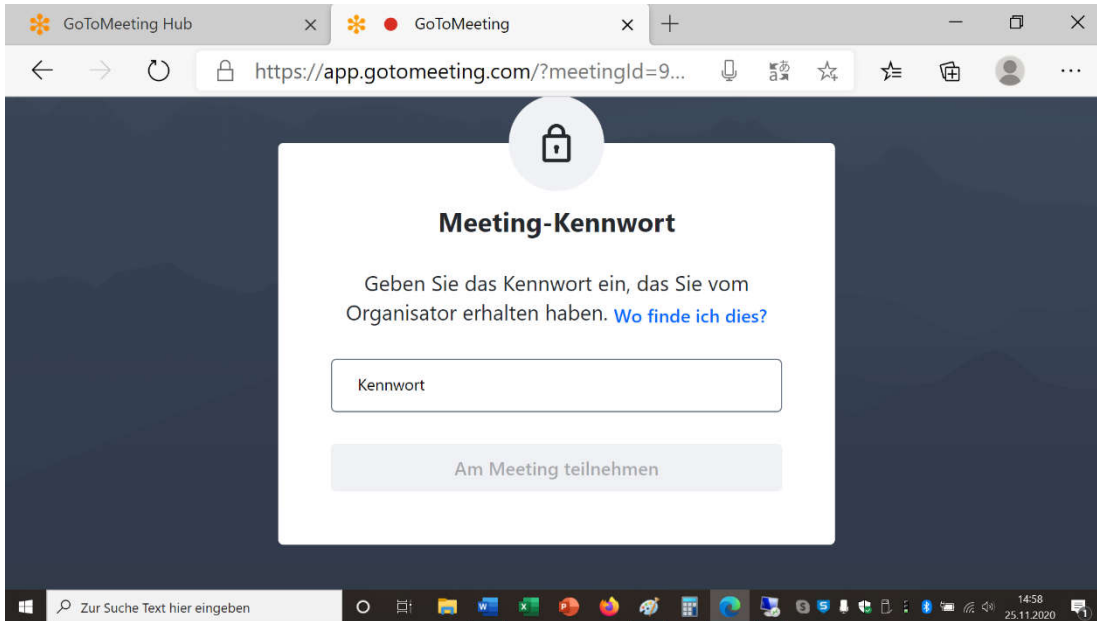 GoToMeeting Hub
GoToMeeting
https://app.gotomeeting.com/?meetingId=9...
Meeting-Kennwort
Geben Sie das Kennwort ein, das Sie vom
Organisator erhalten haben. Wo finde ich dies?
Kennwort
Am Meeting teilnehmen
Zur Suche Text hier eingeben
14:58
25.11.2020